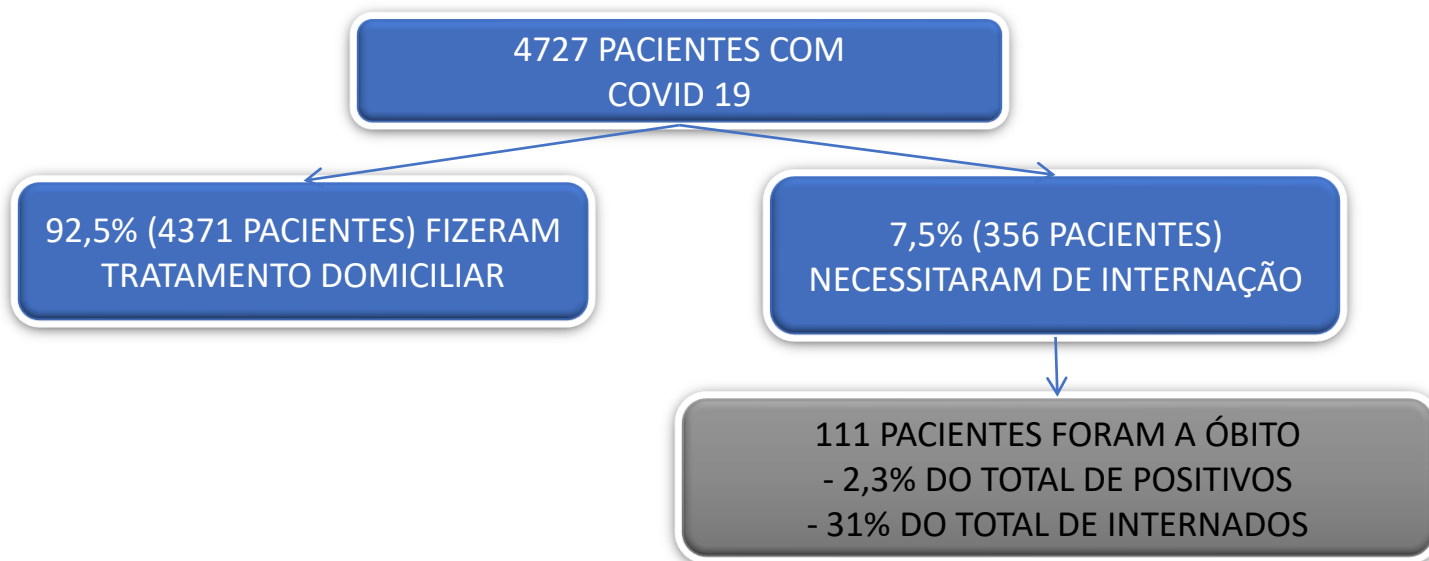 4727 PACIENTES COM
COVID 19
92,5% (4371 PACIENTES) FIZERAM
TRATAMENTO DOMICILIAR
7,5% (356 PACIENTES)
NECESSITARAM DE INTERNAÇÃO
111 PACIENTES FORAM A ÓBITO
- 2,3% DO TOTAL DE POSITIVOS
- 31% DO TOTAL DE INTERNADOS